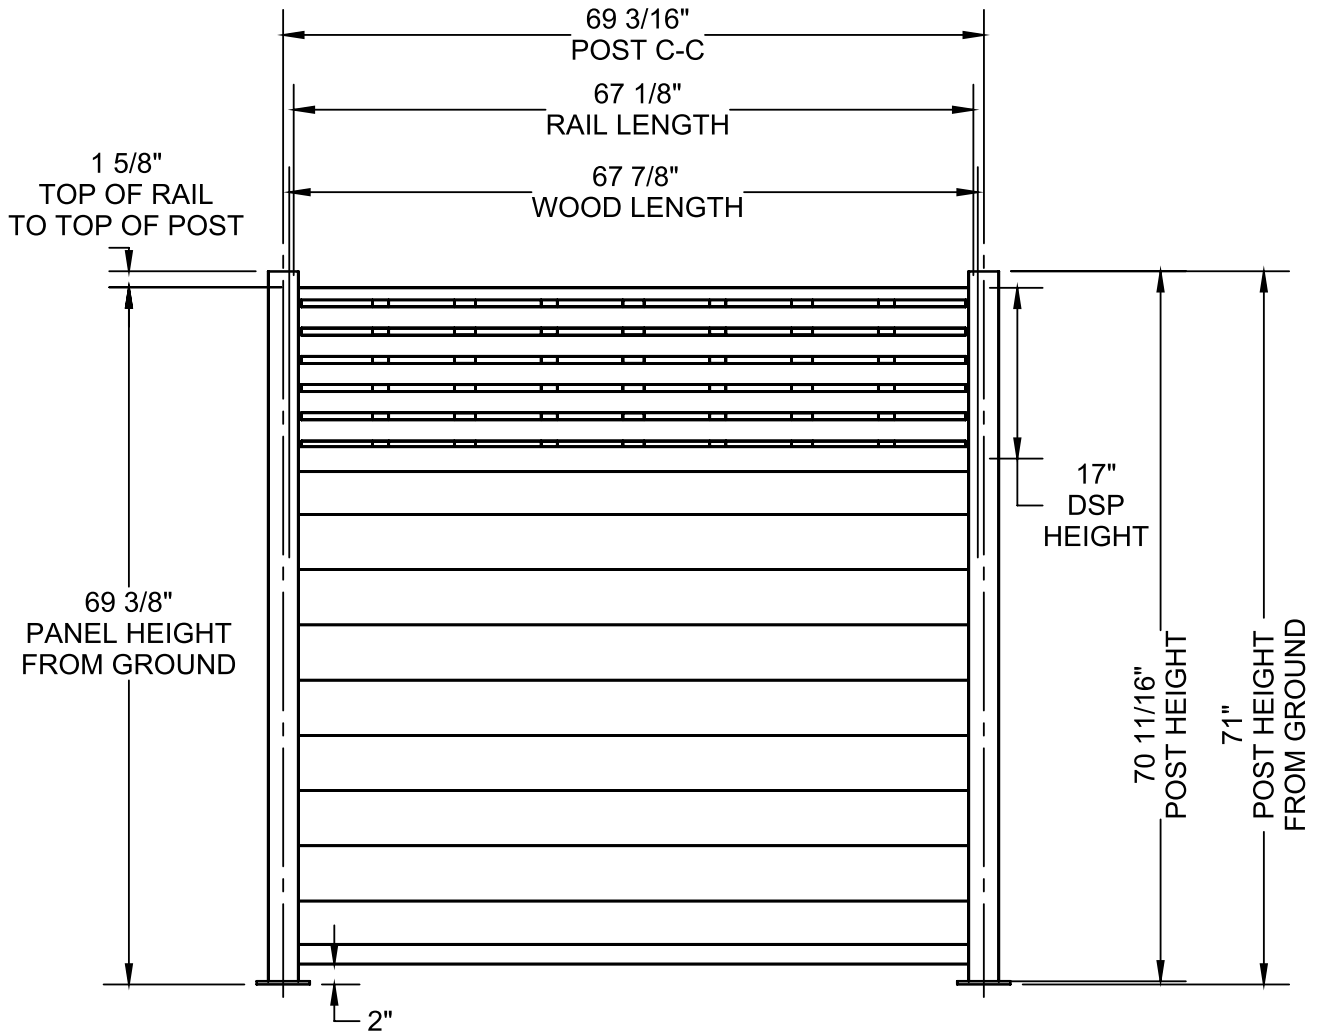 69 3/16"
POST C-C
67 1/8"
RAIL LENGTH
67 7/8"
WOOD LENGTH
1 5/8"
TOP OF RAIL
TO TOP OF POST
17"
DSP
HEIGHT
69 3/8"
PANEL HEIGHT
FROM GROUND
70 11/16"
POST HEIGHT
71"
POST HEIGHT
FROM GROUND
2"